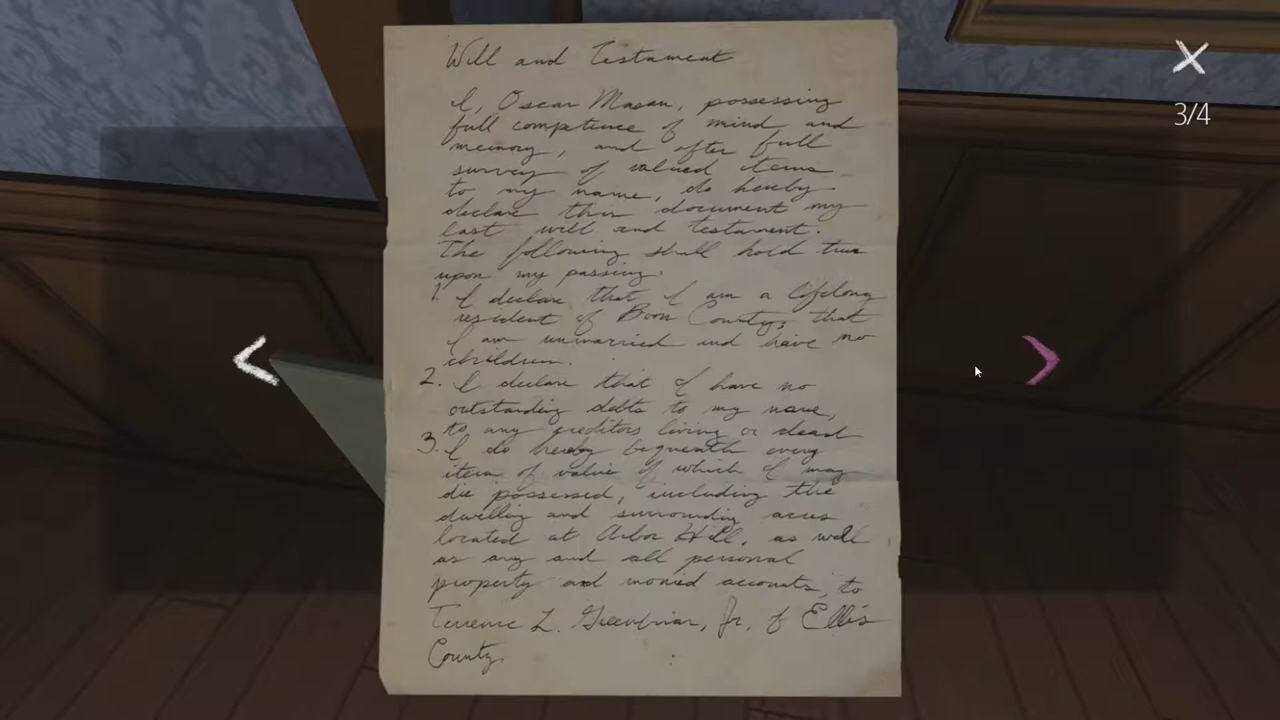 Will and Testament
3/4
I, Oscar Mason, possessing
full competence of mind and
memory, and after full
survey of valued items
to my name, do hereby
declare this document my
last will and testament.
The following shall hold true
upon my passing:
1. I declare that I am a lifelong
resident of Boon County, that
I am unmarried and have no
children.
2. I declare that I have no
outstanding debts to my name,
to any creditors living or dead
3. I do hereby bequeath every
item of value of which I may
die possessed, including the
dwelling and surrounding acres
located at Arbor Hill, as well
as any and all personal
property and monied accounts, to
Terrence L. Greenbriar, Jr, of Ellis
County.